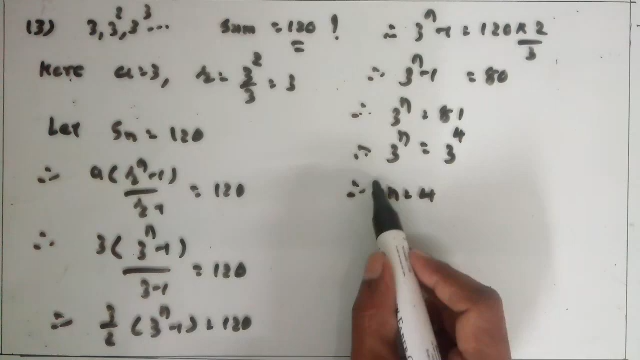 (3) 3, 3², 3³ ... Sum = 120 ?
Here a = 3, r = 3²/3 = 3
Let Sn = 120
∴ a(rⁿ-1)/r-1 = 120
∴ 3(3ⁿ-1)/3-1 = 120
∴ 3/2 (3ⁿ-1) = 120
∴ 3ⁿ-1 = 120 × 2/3
∴ 3ⁿ-1 = 80
∴ 3ⁿ = 81
∴ 3ⁿ = 3⁴
∴ n = 4